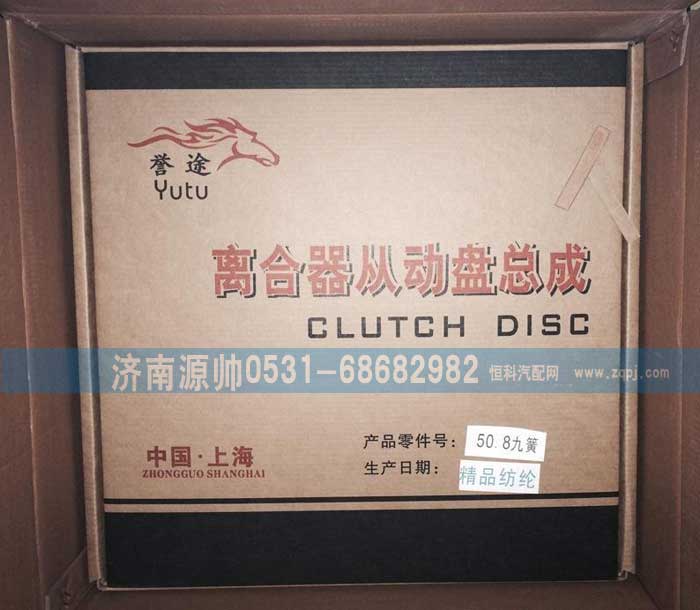 誉途
Yutu
离合器从动盘总成
CLUTCH DISC
济南源帅0531-68682982 恒科汽配网 www.zqpj.com
中国·上海
ZHONGGUO SHANGHAI
产品零件号： 50.8九簧
生产日期： 精品纺纶